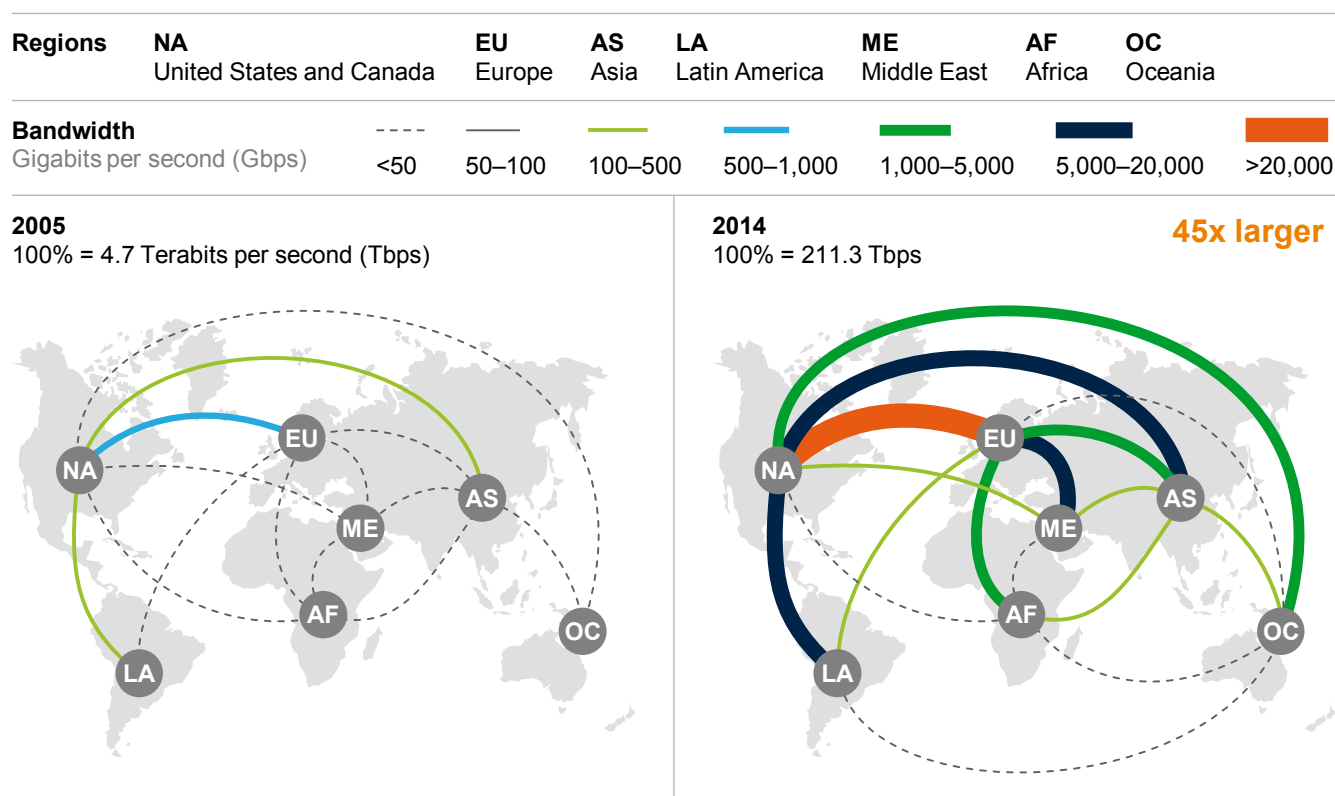 Regions NA EU AS LA ME AF OC
United States and Canada Europe Asia Latin America Middle East Africa Oceania
Bandwidth
Gigabits per second (Gbps)
<50 50–100 100–500 500–1,000 1,000–5,000 5,000–20,000 >20,000
2005
100% = 4.7 Terabits per second (Tbps)
EU
NA
AS
ME
AF
OC
LA
2014
45x larger
100% = 211.3 Tbps
EU
NA
AS
ME
AF
OC
LA